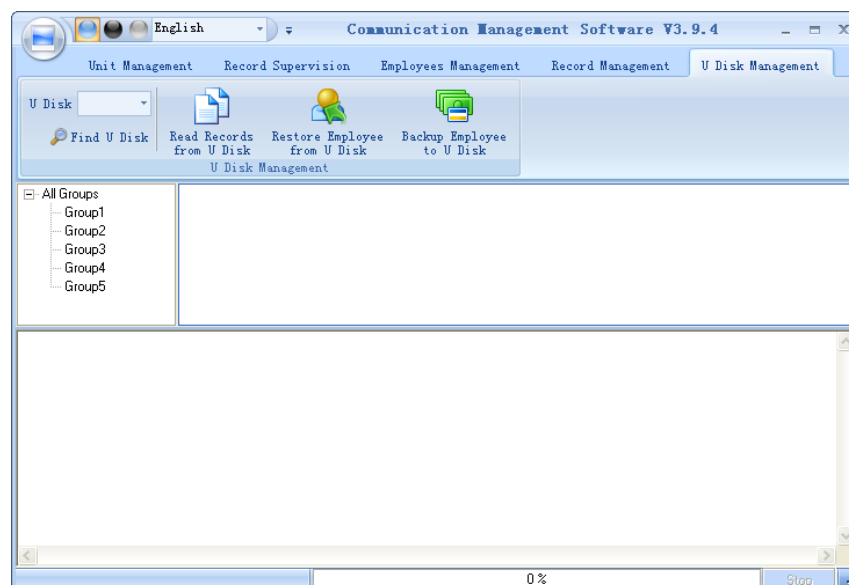 English
Communication Management Software V3.9.4
Unit Management Record Supervision Employees Management Record Management U Disk Management
U Disk
Find U Disk
Read Records
from U Disk
Restore Employee
from U Disk
Backup Employee
to U Disk
U Disk Management
All Groups
Group1
Group2
Group3
Group4
Group5
0%
Stop